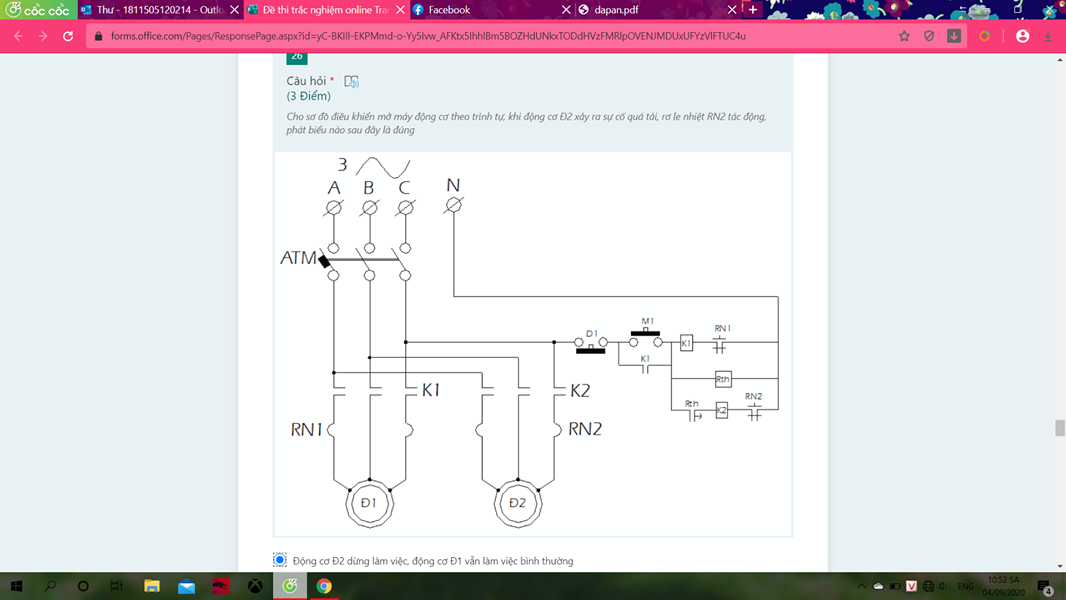 cốc cốc
Thư - 1811505120214 - Outlo
Đề thi trắc nghiệm online Tra
Facebook
dapan.pdf
forms.office.com/Pages/ResponsePage.aspx?id=yC-BKIIl-EKPMmd-o-Yy5Ivw_AFKtx5IhhlBm5BOZHdUNkxTODdHVzFMRlpOVENJMDUxUFYzVlFTUC4u
26
Câu hỏi *
(3 Điểm)
Cho sơ đồ điều khiển mở máy động cơ theo trình tự, khi động cơ Đ2 xảy ra sự cố quá tải, rơ le nhiệt RN2 tác động,
phát biểu nào sau đây là đúng
3
A B C N
ATM
D1 M1 K1 RN1
K1
Rth
Rth K2 RN2
K1 K2
RN1 RN2
Đ1 Đ2
Động cơ Đ2 dừng làm việc, động cơ Đ1 vẫn làm việc bình thường
V ENG 10:52 SA
04/09/2020
4